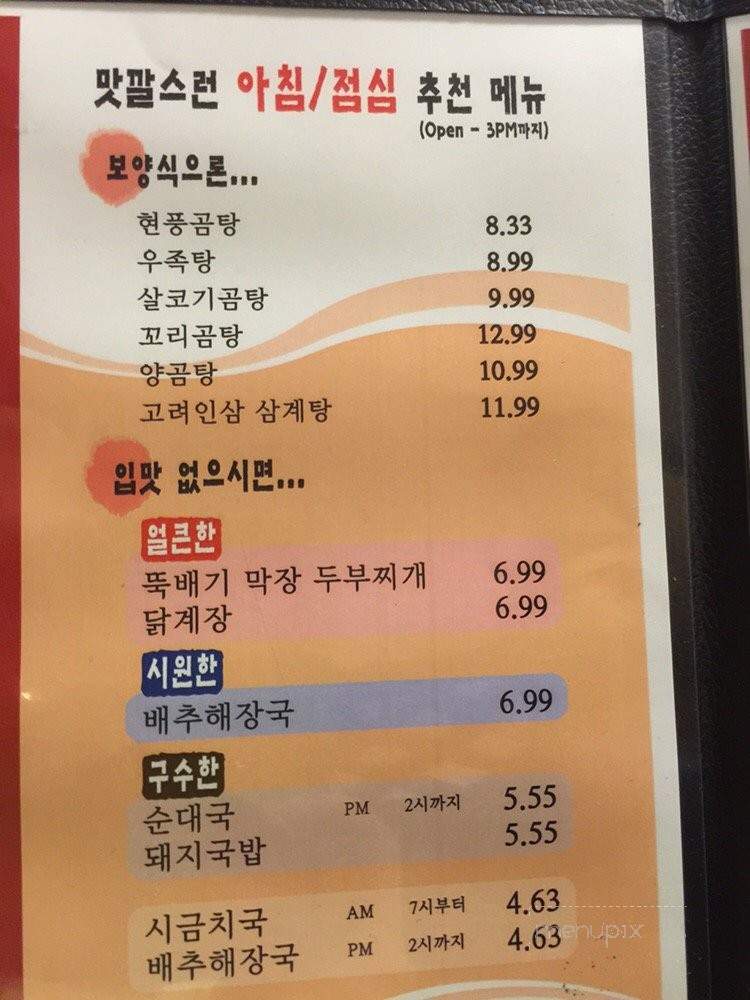 맛깔스런 아침/점심 추천 메뉴
(Open - 3PM까지)
보양식으론...
현풍곰탕 8.33
우족탕 8.99
살코기곰탕 9.99
꼬리곰탕 12.99
양곰탕 10.99
고려인삼 삼계탕 11.99
입맛 없으시면...
얼큰한
뚝배기 막장 두부찌개 6.99
닭계장 6.99
시원한
배추해장국 6.99
구수한
순대국 PM 2시까지 5.55
돼지국밥 5.55
시금치국 AM 7시부터 4.63
배추해장국 PM 2시까지 4.63
menupix